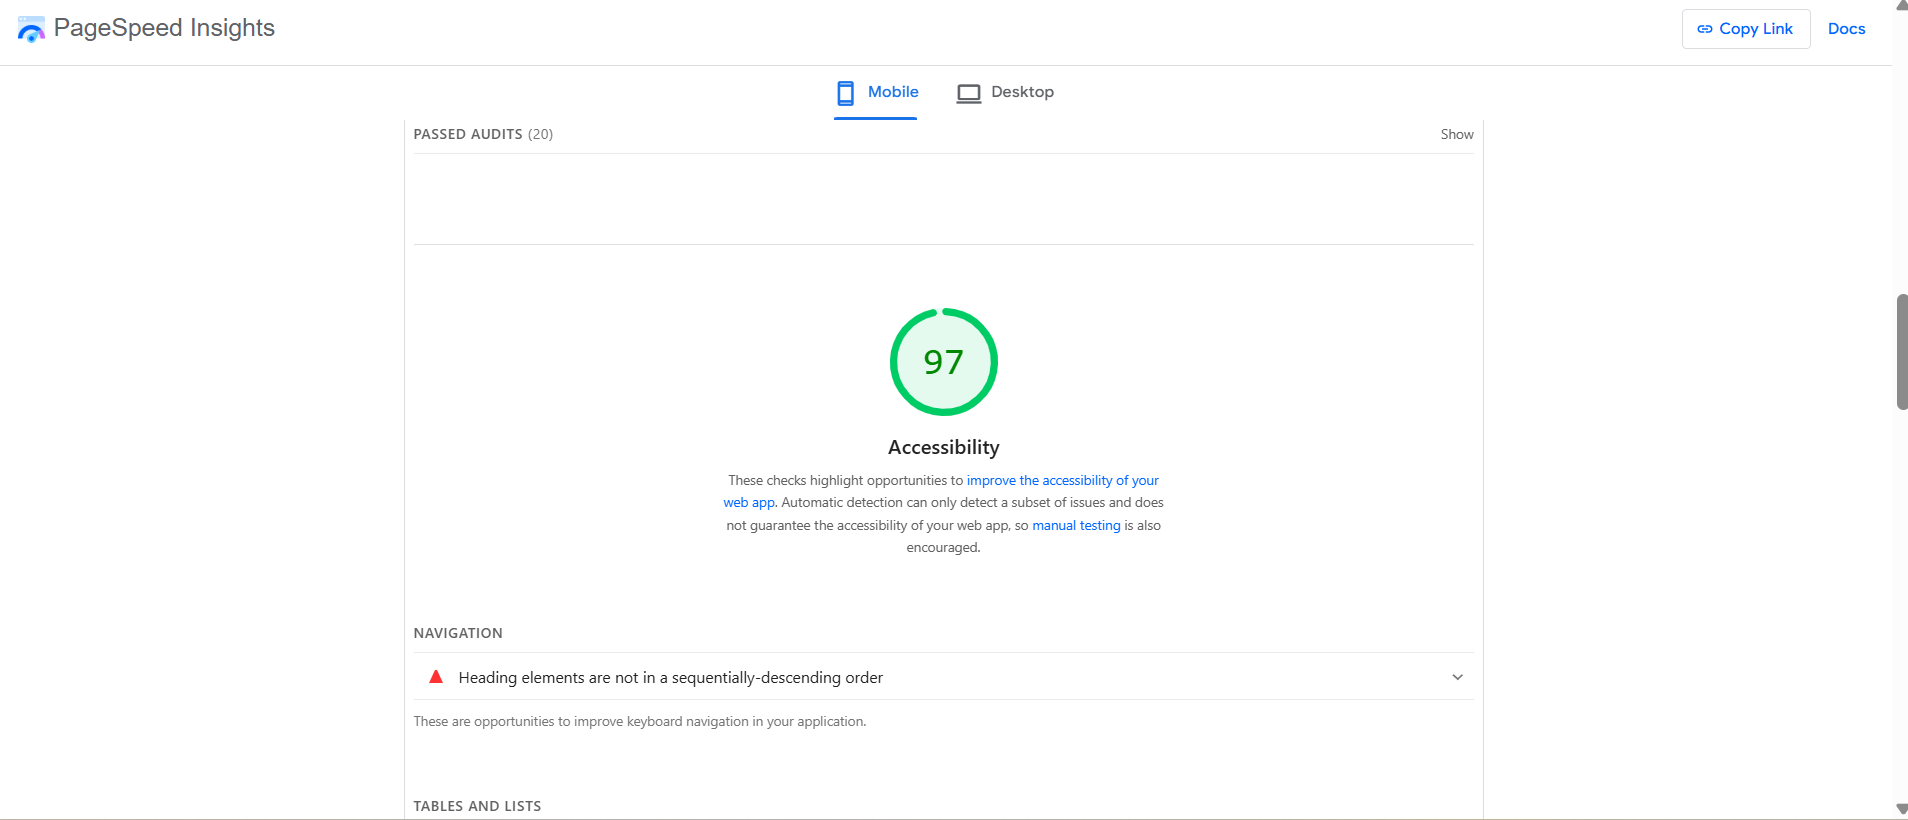 PageSpeed Insights
Copy Link
Docs
Mobile
Desktop
PASSED AUDITS (20)
Show
97
Accessibility
These checks highlight opportunities to improve the accessibility of your
web app. Automatic detection can only detect a subset of issues and does
not guarantee the accessibility of your web app, so manual testing is also
encouraged.
NAVIGATION
Heading elements are not in a sequentially-descending order
These are opportunities to improve keyboard navigation in your application.
TABLES AND LISTS